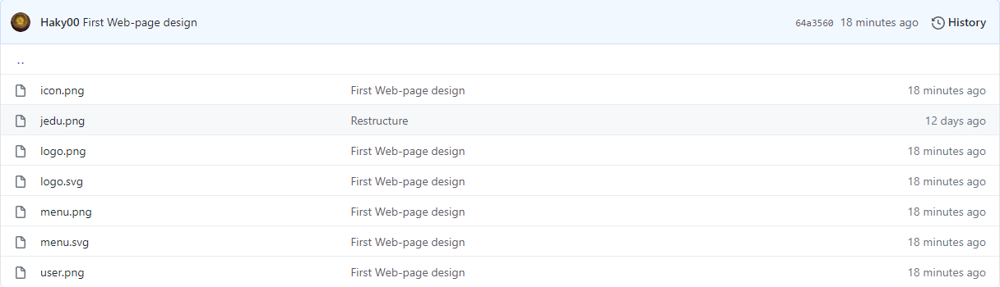 Haky00 First Web-page design 64a3560 18 minutes ago History
..
icon.png First Web-page design 18 minutes ago
jedu.png Restructure 12 days ago
logo.png First Web-page design 18 minutes ago
logo.svg First Web-page design 18 minutes ago
menu.png First Web-page design 18 minutes ago
menu.svg First Web-page design 18 minutes ago
user.png First Web-page design 18 minutes ago